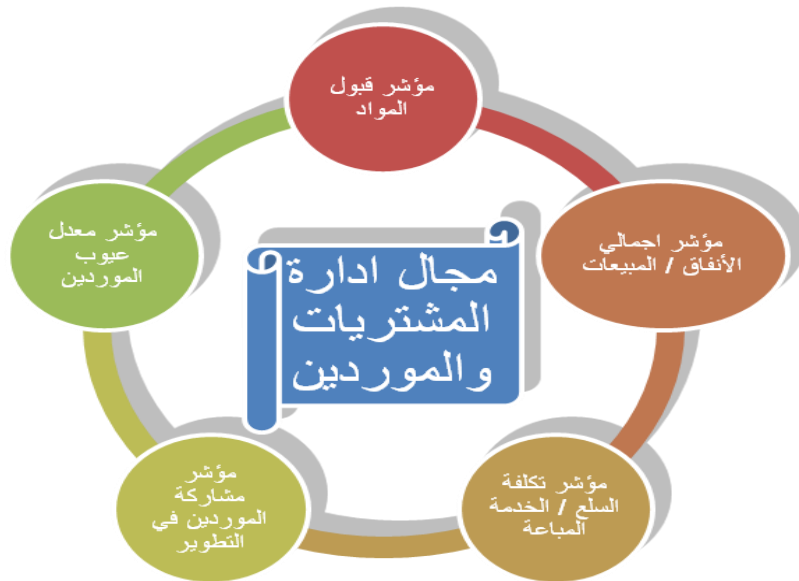 مؤشر قبول
المواد
مؤشر اجمالي
الأنفاق / المبيعات
مؤشر تكلفة
السلع / الخدمة
المباعة
مؤشر
مشاركة
الموردين في
التطوير
مؤشر معدل
عيوب
الموردين
مجال ادارة
المشتريات
والموردين